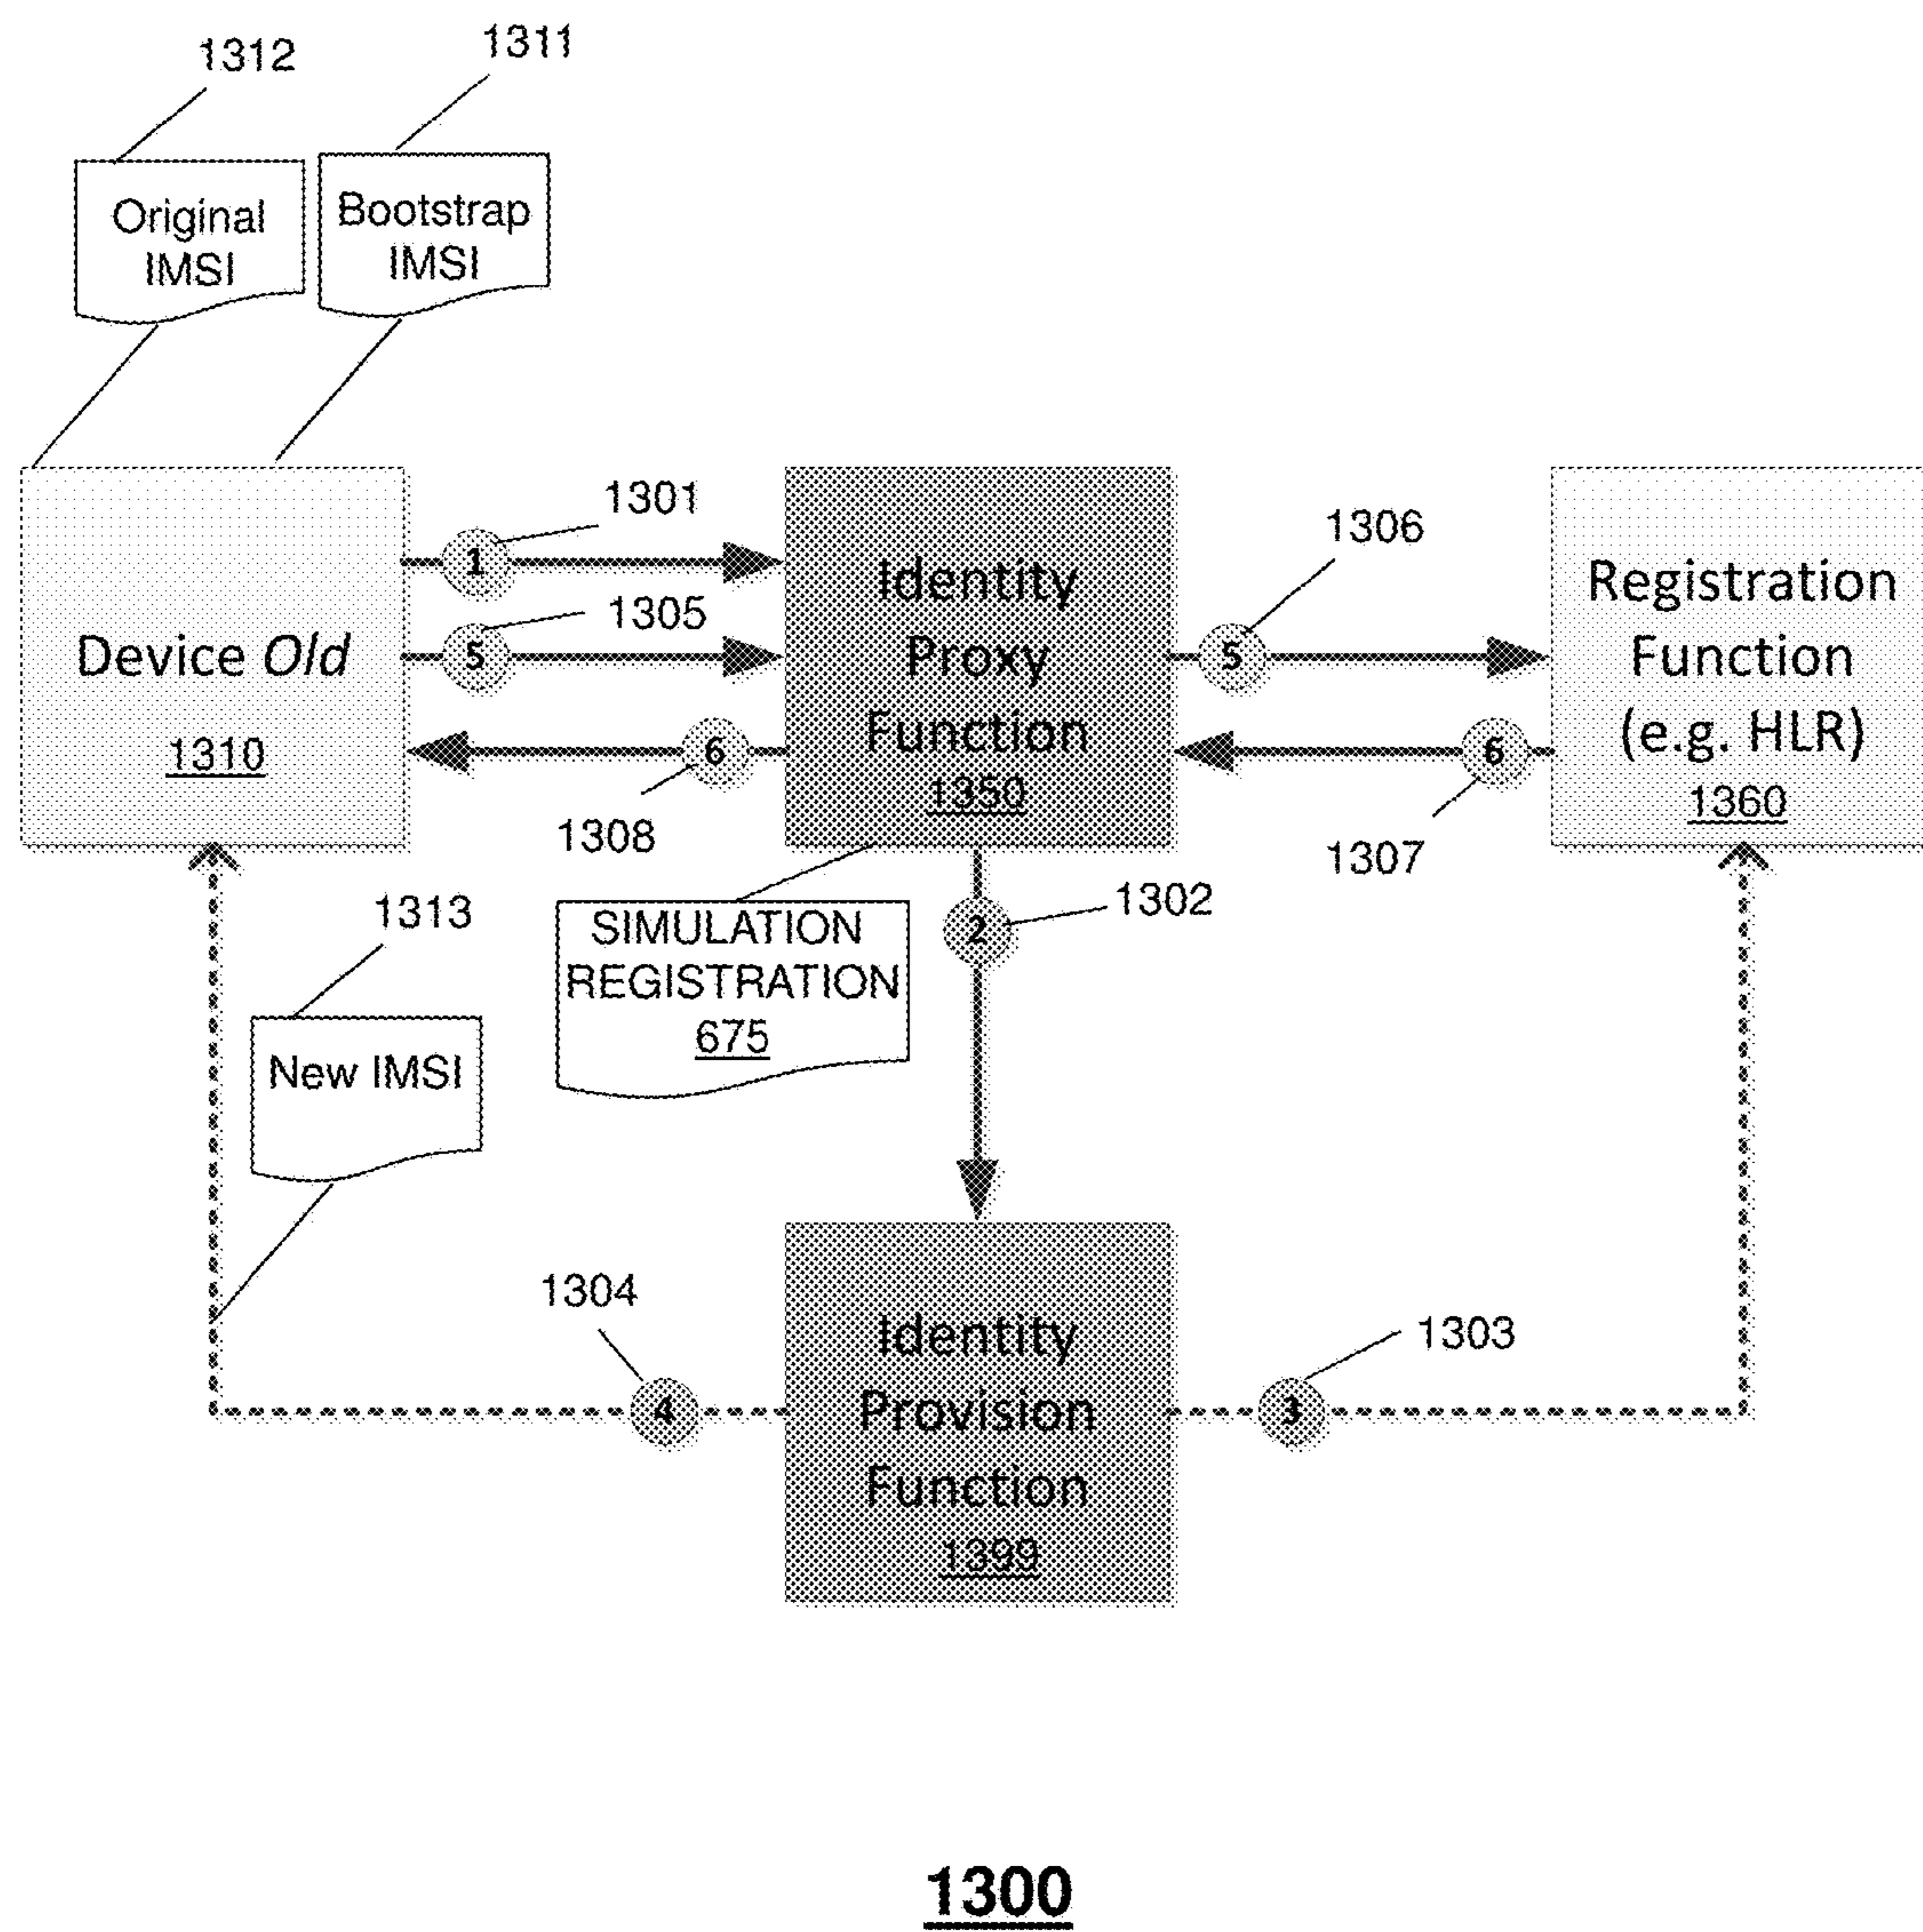 1312
1311
Original
IMSI
Bootstrap
IMSI
1301
1
1305
5
1306
5
Device Old
1310
Identity
Proxy
Function
1350
Registration
Function
(e.g. HLR)
1360
6
1308
6
1307
1313
New IMSI
SIMULATION
REGISTRATION
675
2
1302
1304
4
Identity
Provision
Function
1399
1303
3
1300